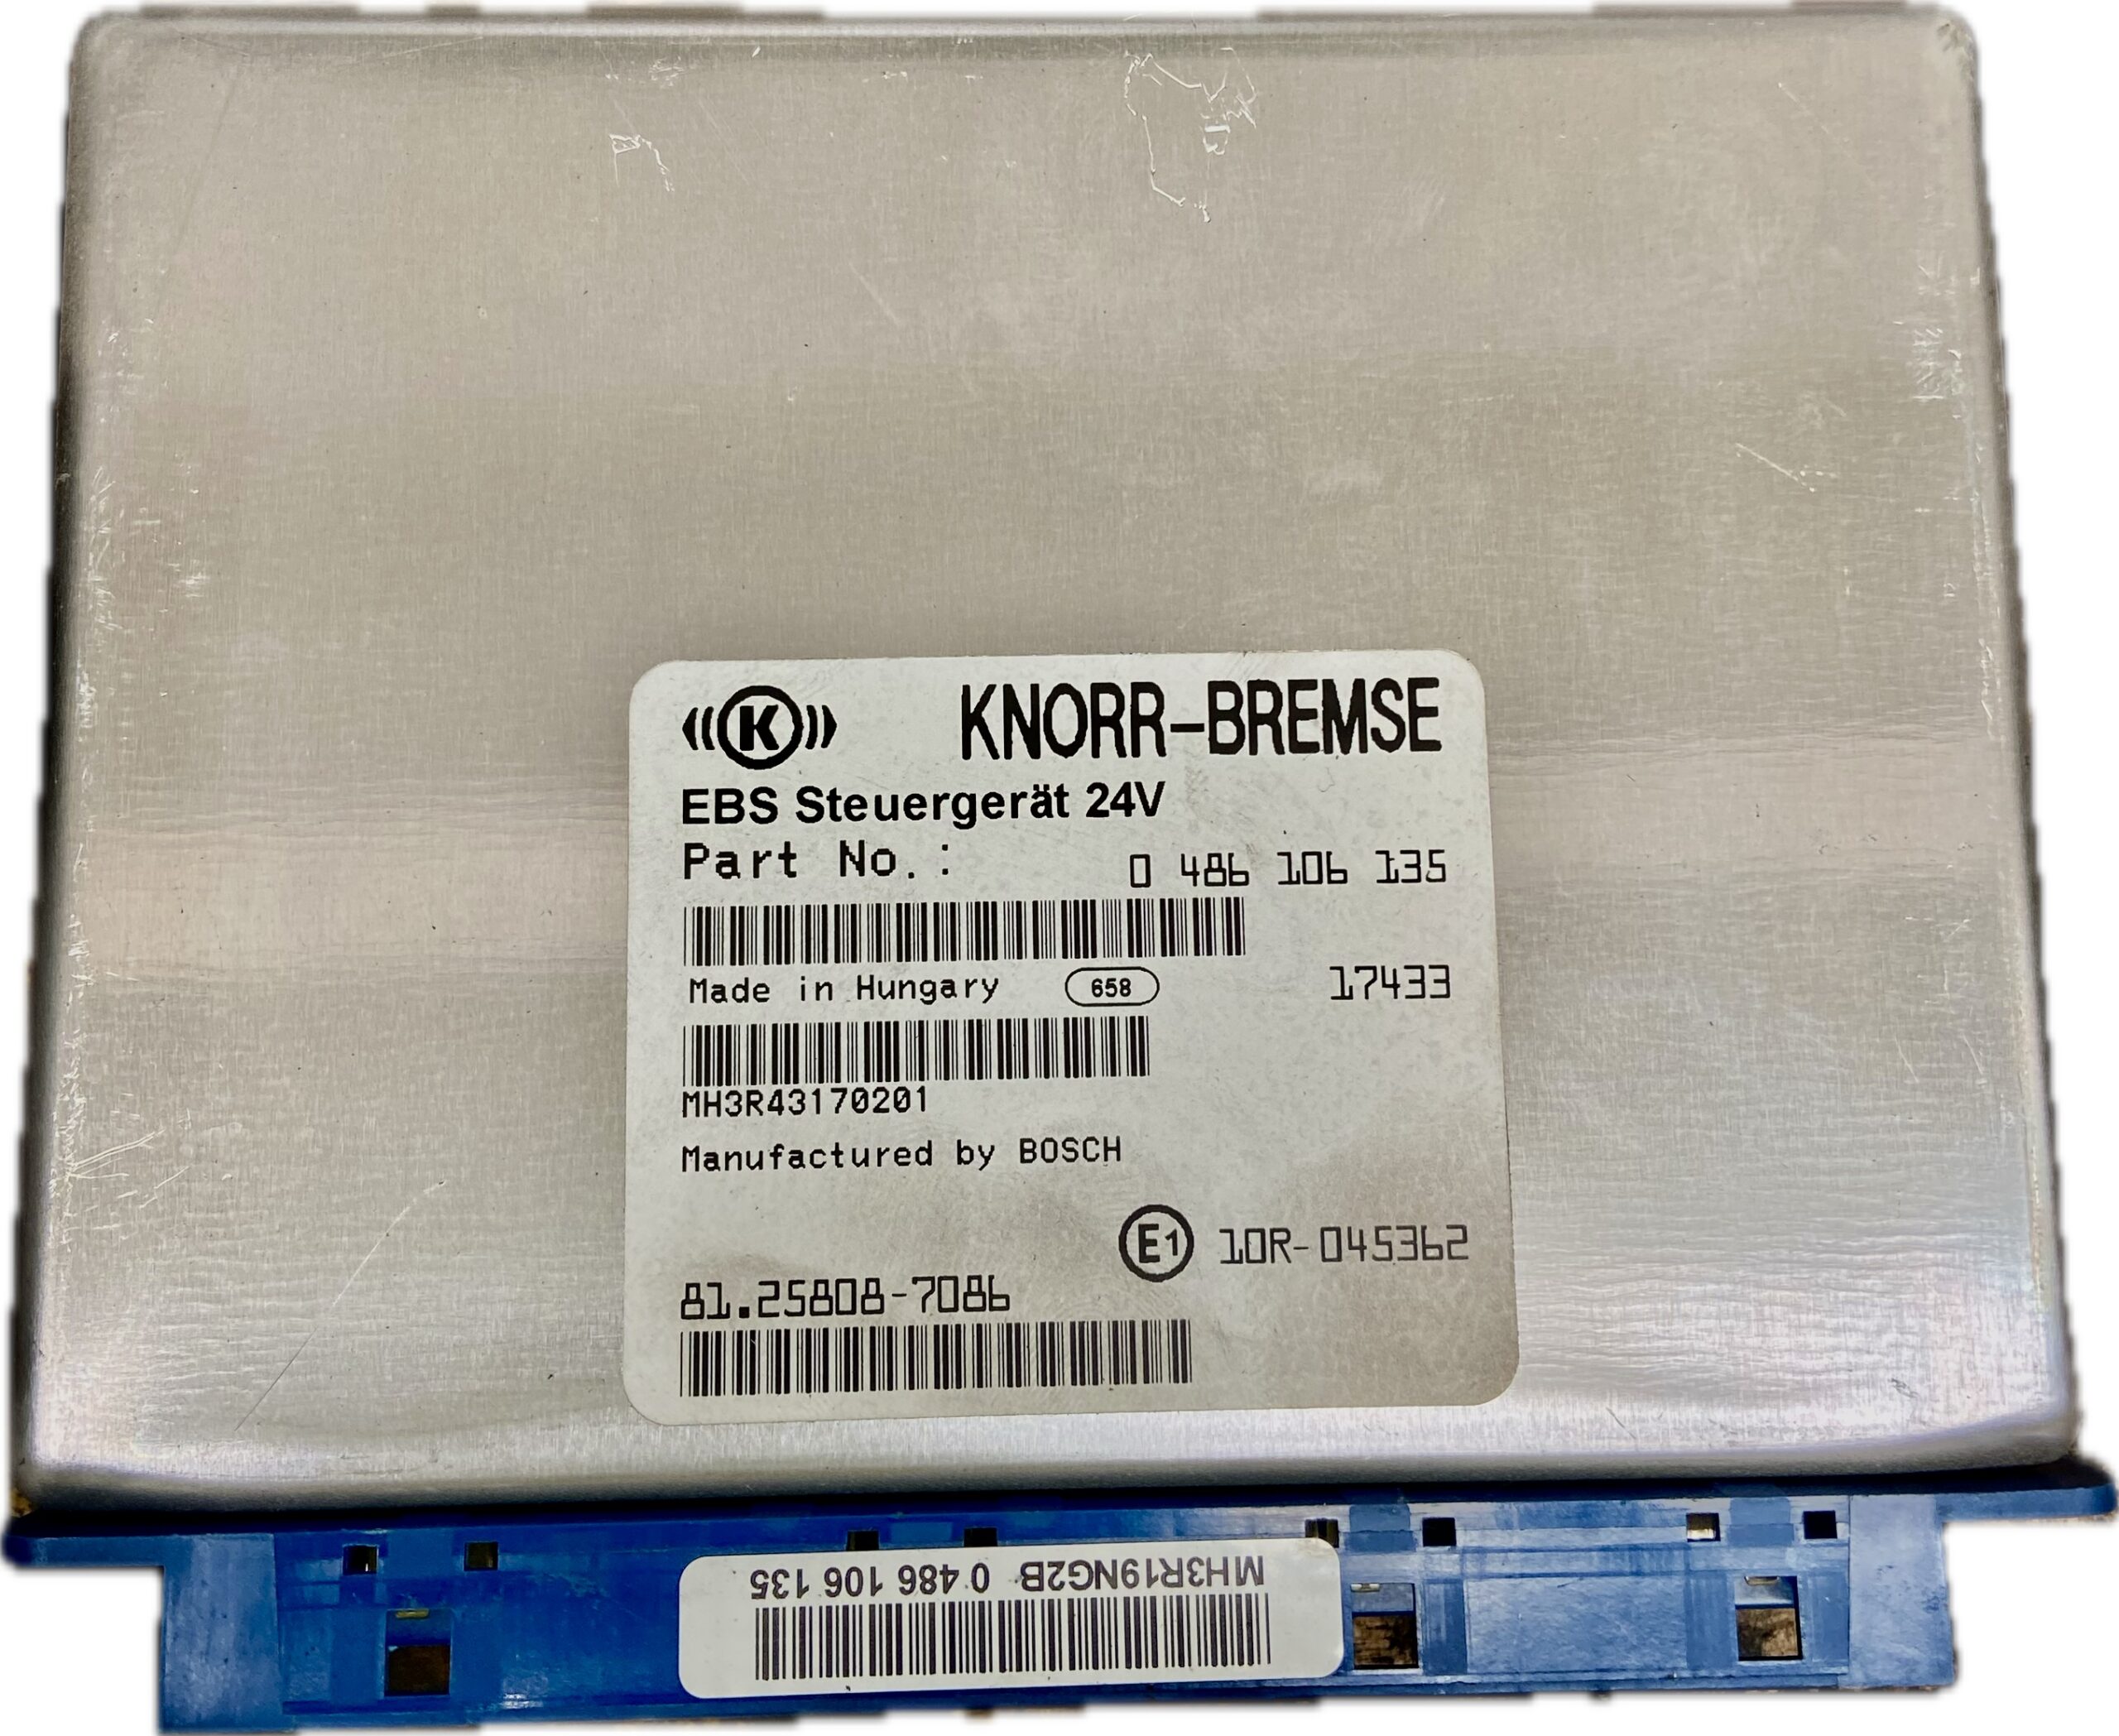 K KNORR-BREMSE
EBS Steuergerät 24V
Part No.: 0 486 106 135
Made in Hungary 658 17433
MH3R43170201
Manufactured by BOSCH
E1 10R-045362
81.25808-7086
MH3R19NG2B 0 486 106 135